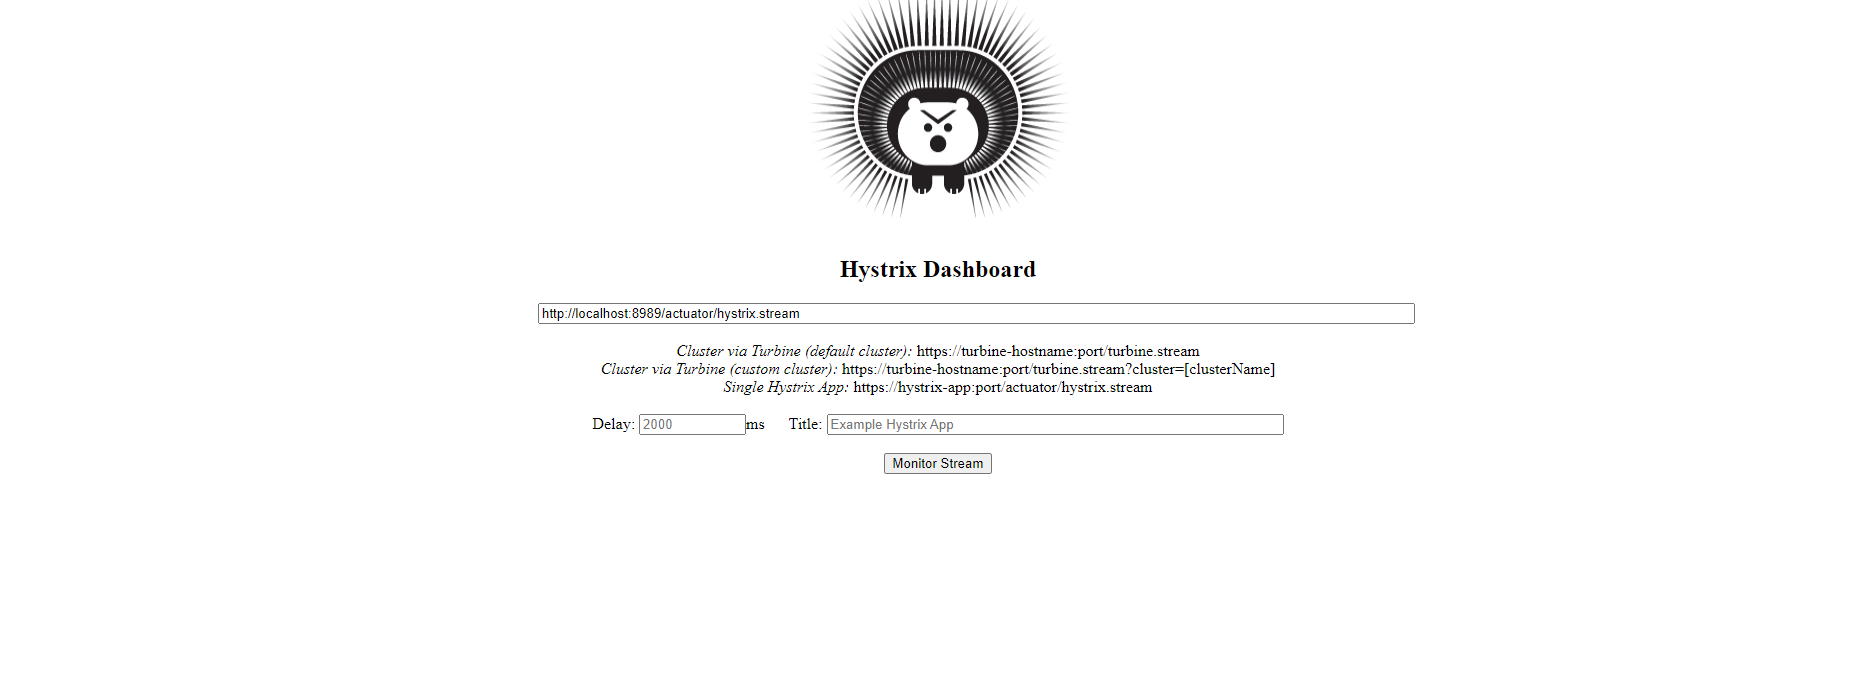 Hystrix Dashboard
http://localhost:8989/actuator/hystrix.stream
Cluster via Turbine (default cluster): https://turbine-hostname:port/turbine.stream
Cluster via Turbine (custom cluster): https://turbine-hostname:port/turbine.stream?cluster=[clusterName]
Single Hystrix App: https://hystrix-app:port/actuator/hystrix.stream
Delay: 2000 ms Title: Example Hystrix App
Monitor Stream